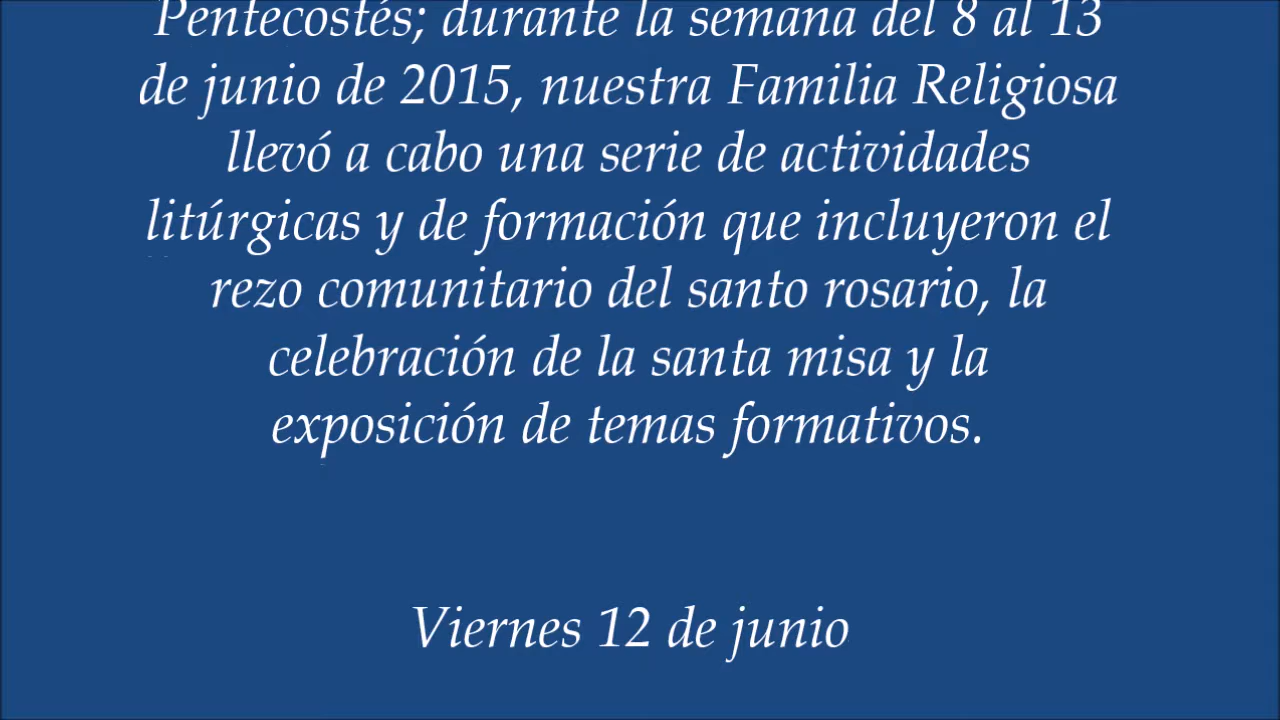 Pentecostés; durante la semana del 8 al 13
de junio de 2015, nuestra Familia Religiosa
llevó a cabo una serie de actividades
litúrgicas y de formación que incluyeron el
rezo comunitario del santo rosario, la
celebración de la santa misa y la
exposición de temas formativos.
Viernes 12 de junio